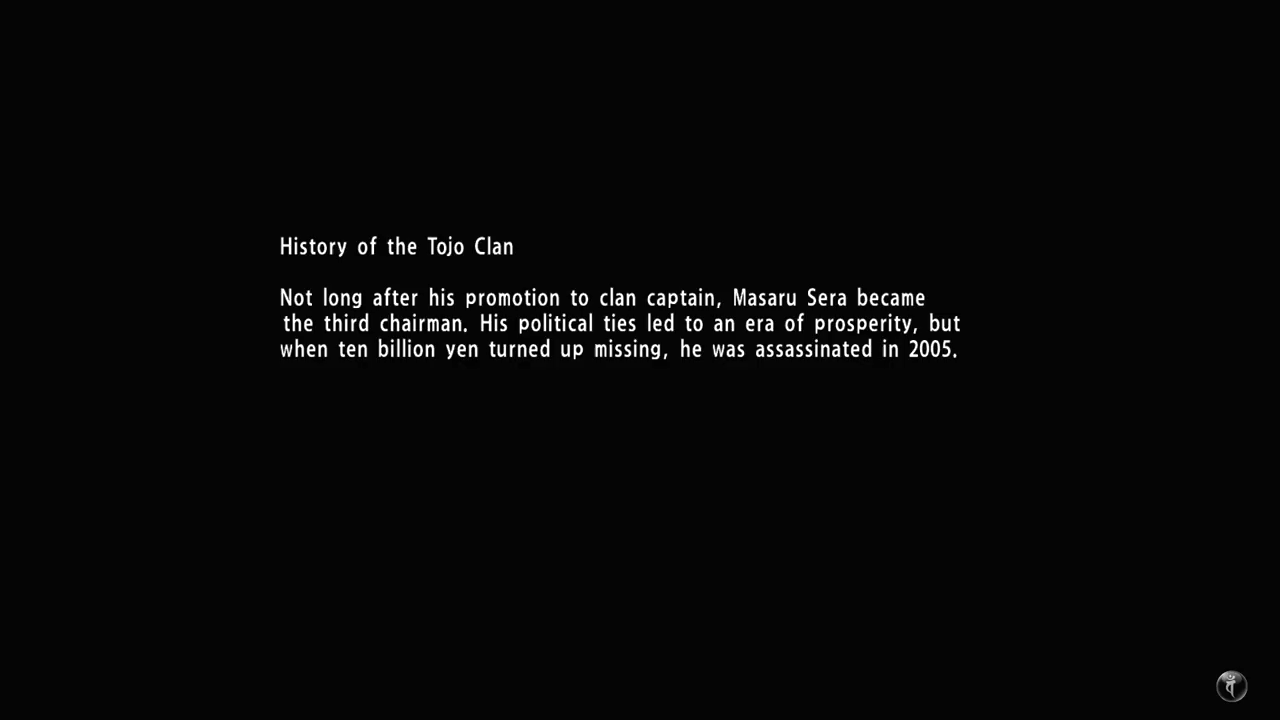 History of the Tojo Clan
Not long after his promotion to clan captain, Masaru Sera became
the third chairman. His political ties led to an era of prosperity, but
when ten billion yen turned up missing, he was assassinated in 2005.